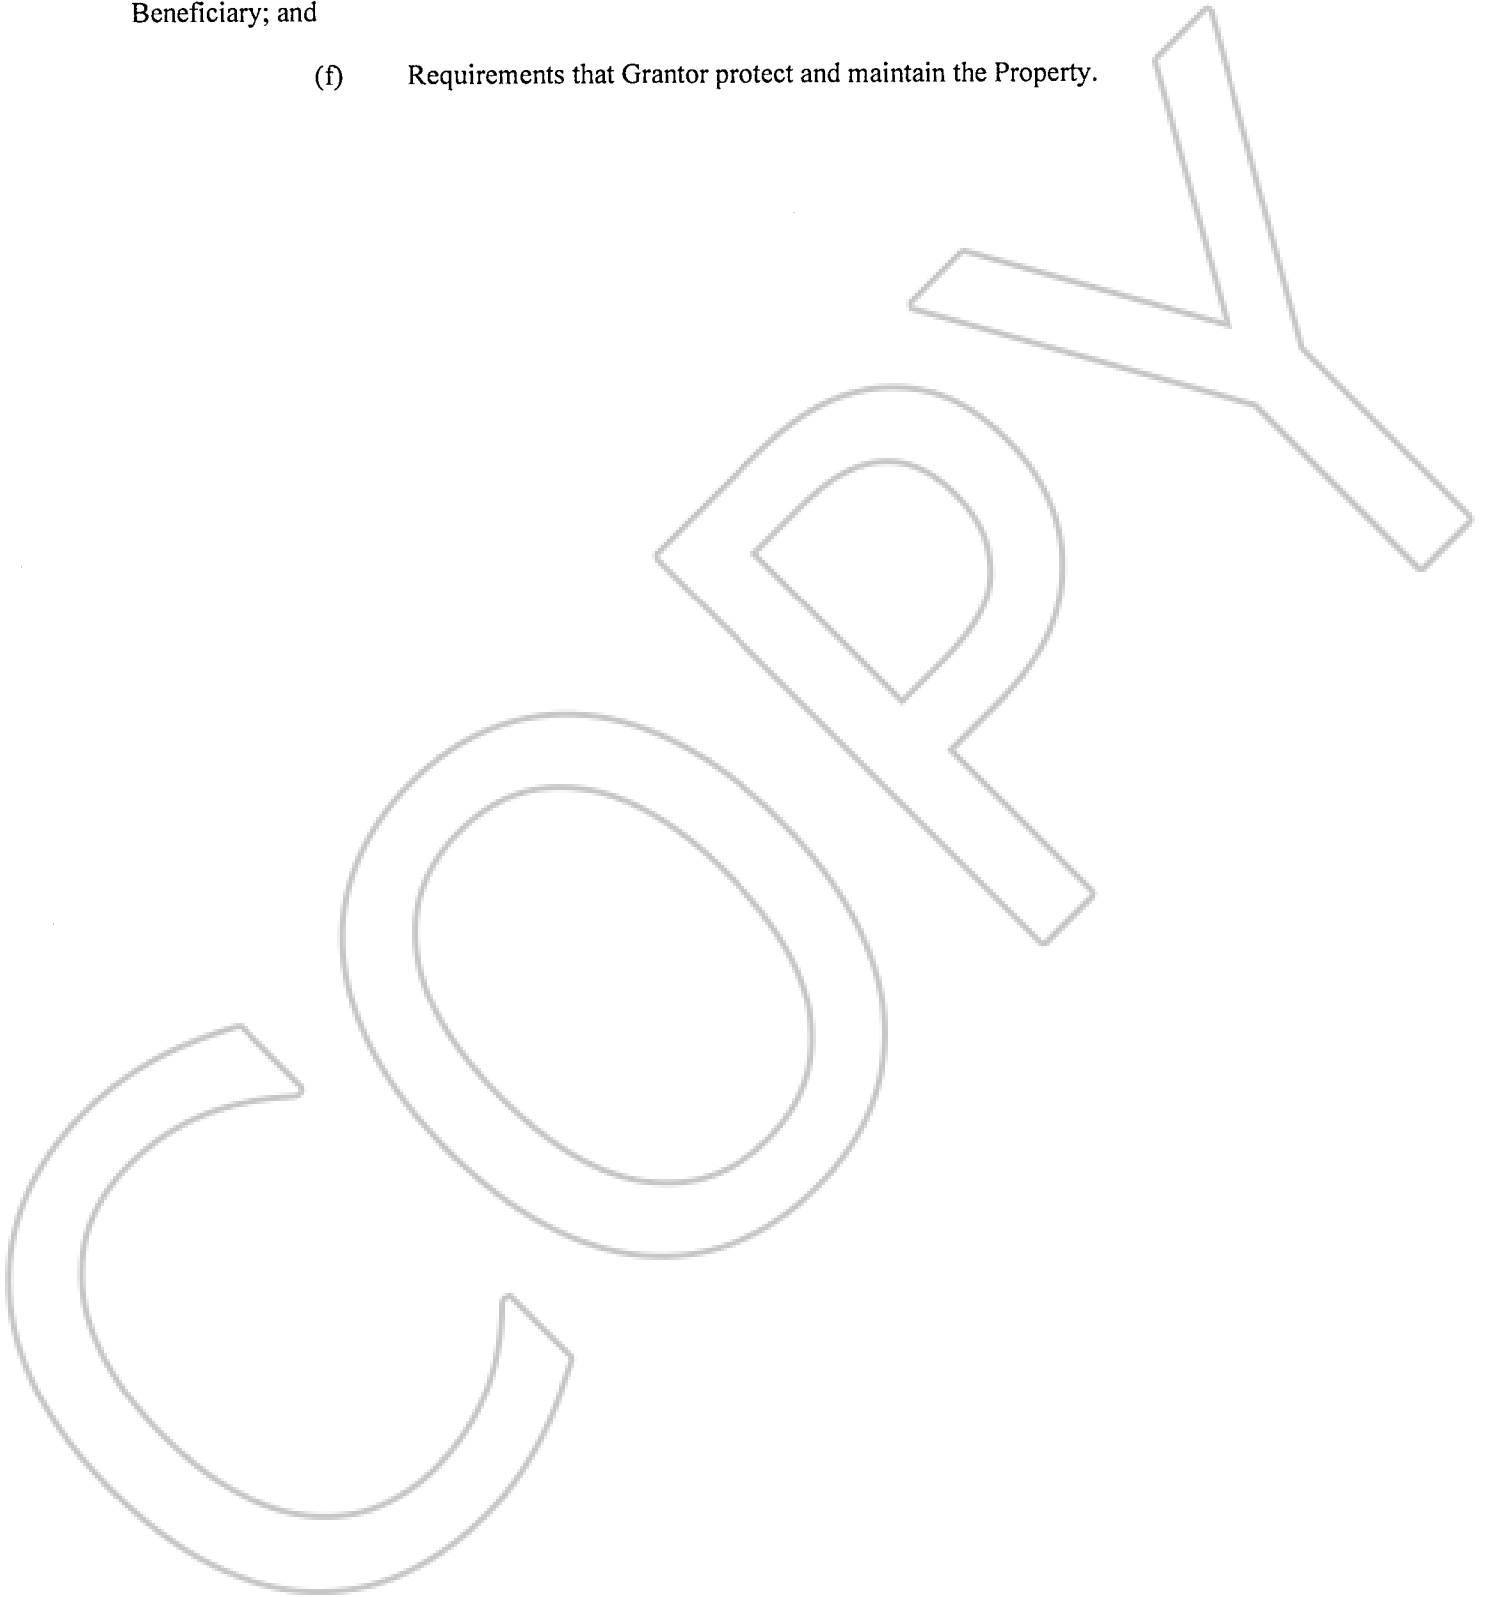 Beneficiary; and
(f) Requirements that Grantor protect and maintain the Property.
COPY